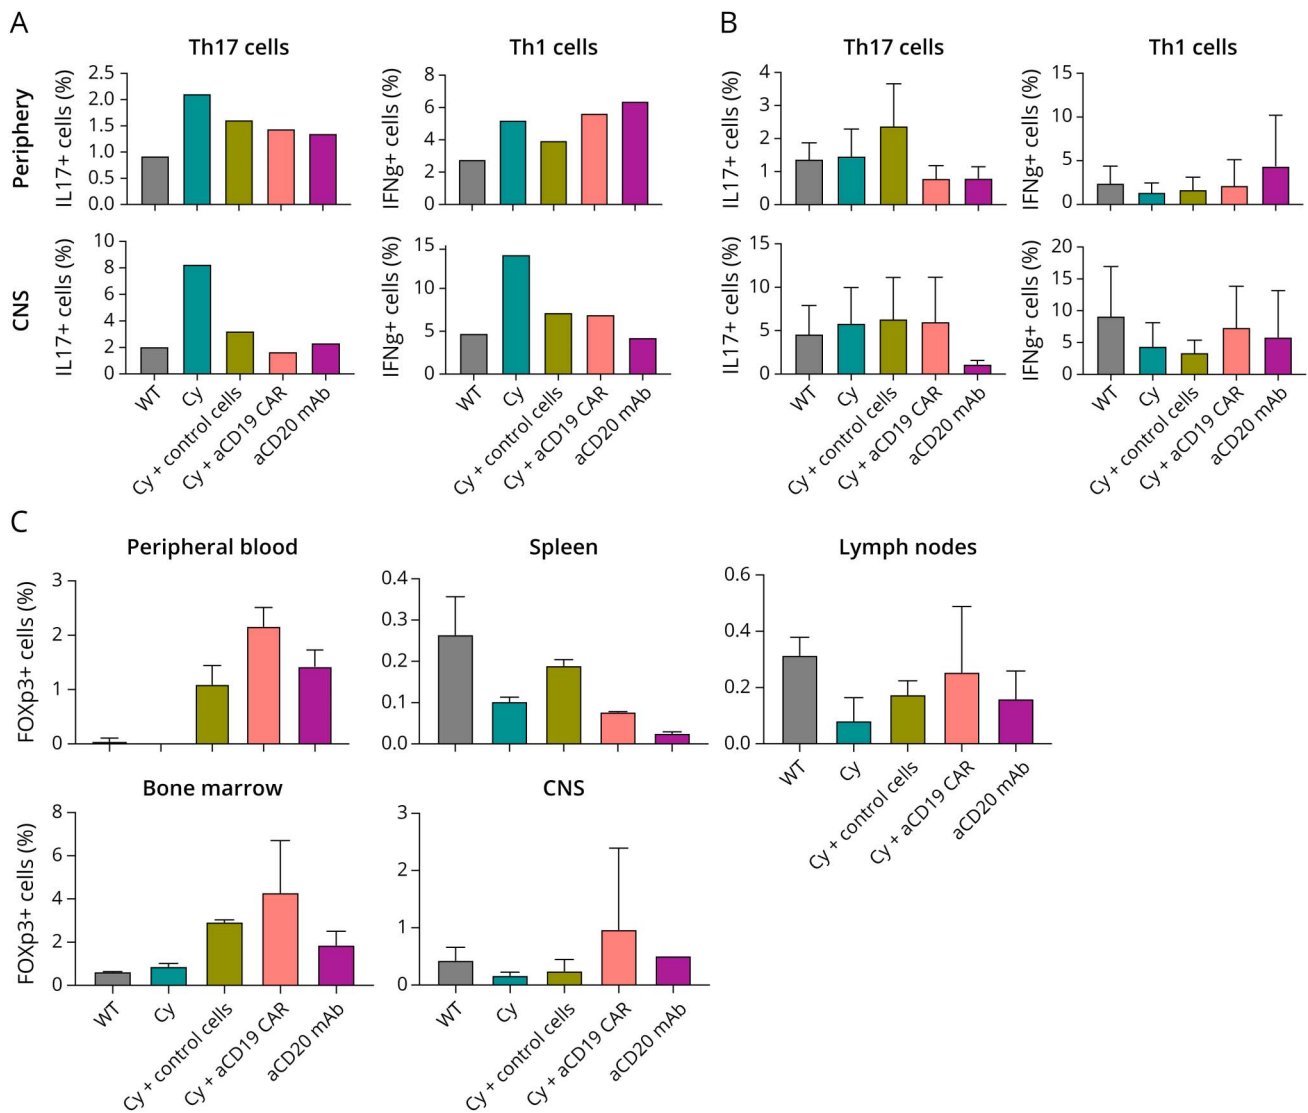 A
B
Th17 cells
Th1 cells
Th17 cells
Th1 cells
Periphery
IL17+ cells (%)
2.5
2.0
1.5
1.0
0.5
0.0
IFNg+ cells (%)
8
6
4
2
0
IL17+ cells (%)
4
3
2
1
0
IFNg+ cells (%)
15
10
5
0
CNS
IL17+ cells (%)
10
8
6
4
2
0
WT
Cy
Cy + control cells
Cy + aCD19 CAR
aCD20 mAb
IFNg+ cells (%)
15
10
5
0
WT
Cy
Cy + control cells
Cy + aCD19 CAR
aCD20 mAb
IL17+ cells (%)
15
10
5
0
WT
Cy
Cy + control cells
Cy + aCD19 CAR
aCD20 mAb
IFNg+ cells (%)
20
15
10
5
0
WT
Cy
Cy + control cells
Cy + aCD19 CAR
aCD20 mAb
C
Peripheral blood
FOXp3+ cells (%)
3
2
1
0
Spleen
0.4
0.3
0.2
0.1
0.0
Lymph nodes
0.6
0.4
0.2
0.0
WT
Cy
Cy + control cells
Cy + aCD19 CAR
aCD20 mAb
Bone marrow
FOXp3+ cells (%)
8
6
4
2
0
WT
Cy
Cy + control cells
Cy + aCD19 CAR
aCD20 mAb
CNS
3
2
1
0
WT
Cy
Cy + control cells
Cy + aCD19 CAR
aCD20 mAb